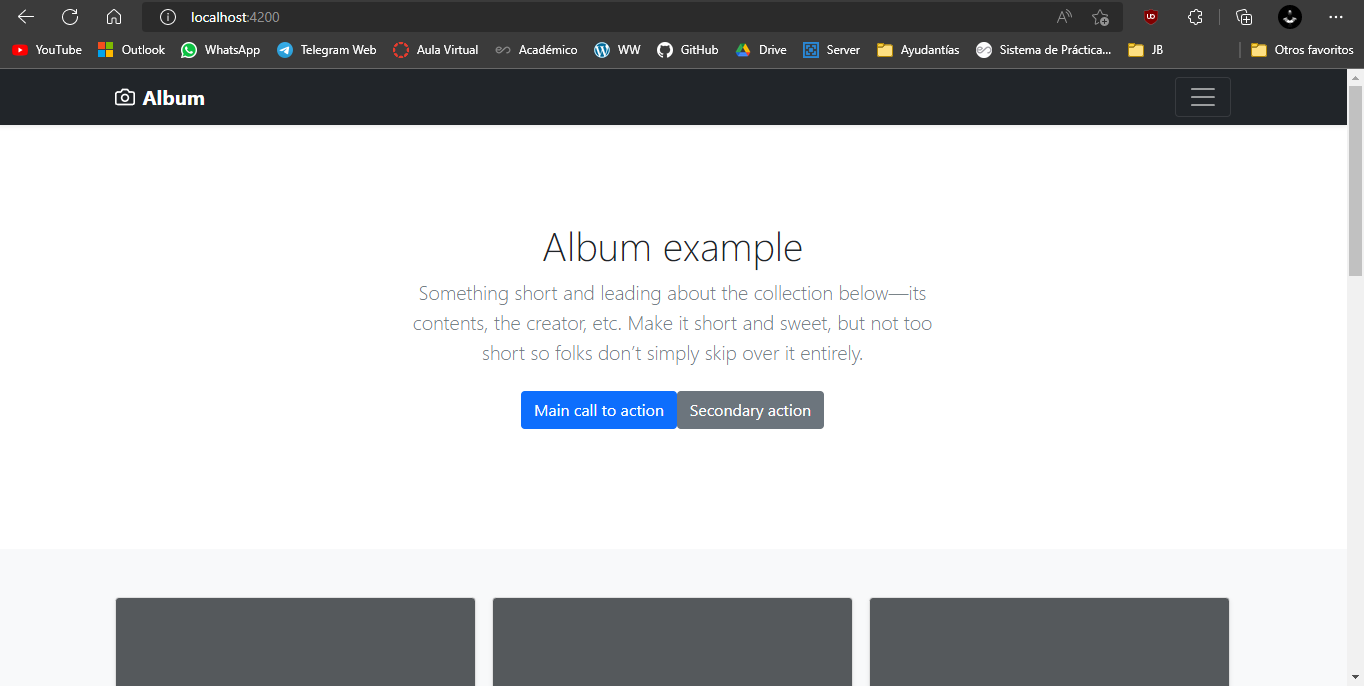 localhost:4200
YouTube Outlook WhatsApp Telegram Web Aula Virtual Académico WW GitHub Drive Server Ayudantías Sistema de Práctica... JB Otros favoritos
Album
Album example
Something short and leading about the collection below—its
contents, the creator, etc. Make it short and sweet, but not too
short so folks don’t simply skip over it entirely.
Main call to action Secondary action